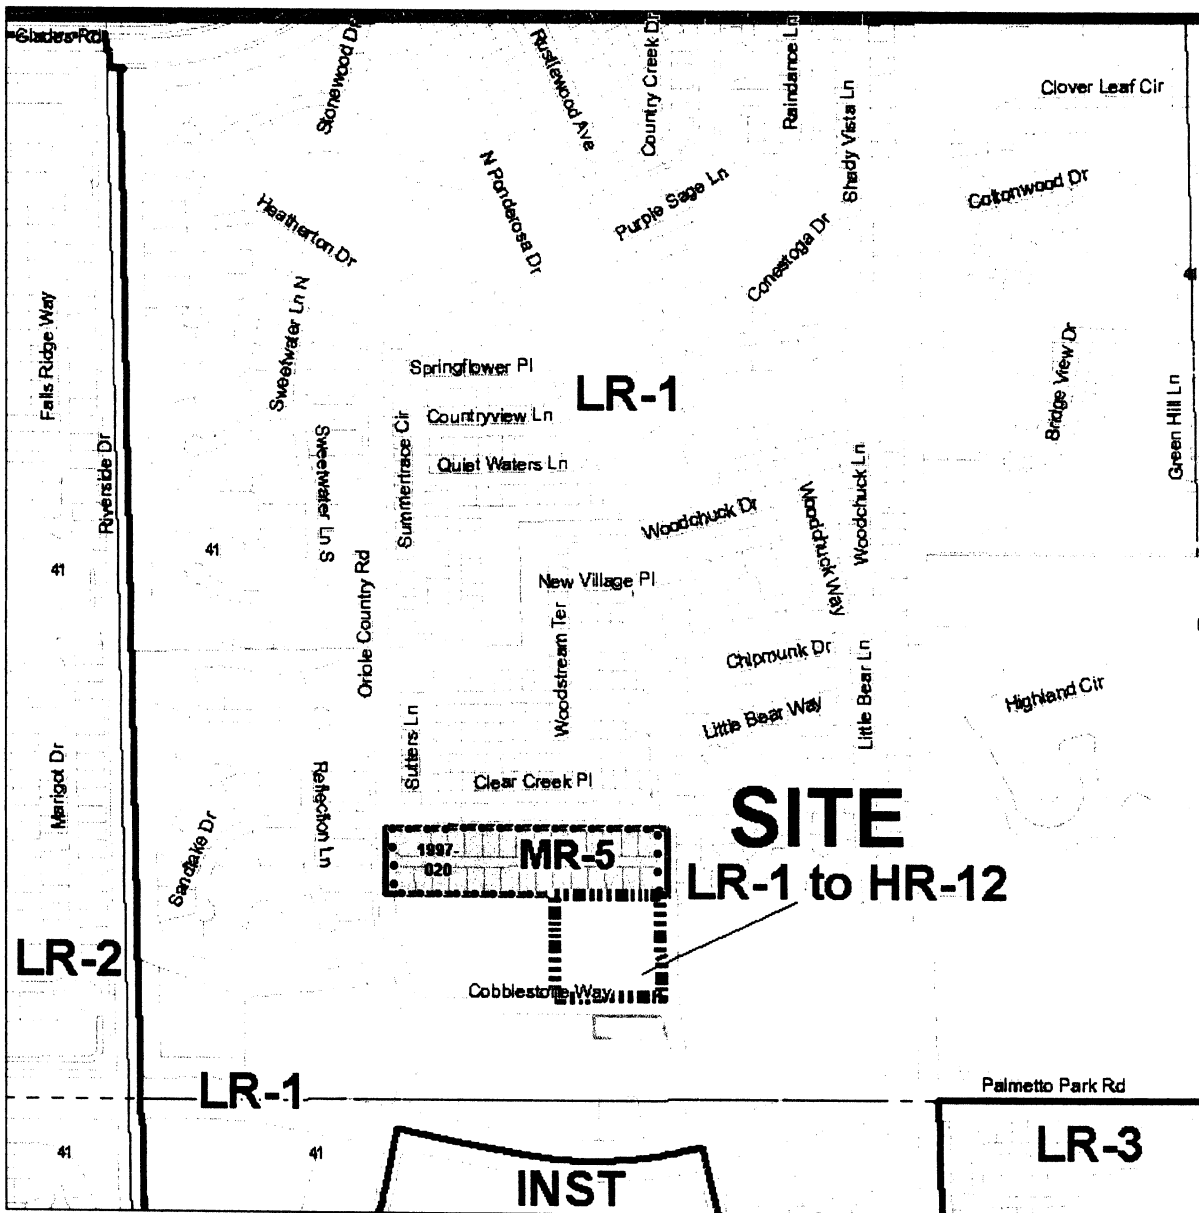 Glades Rd
Stonewood Dr
Rustlewood Ave
Country Creek Dr
Raindance Ln
Shady Vista Ln
Clover Leaf Cir
N Ponderosa Dr
Purple Sage Ln
Cottonwood Dr
Heatherton Dr
Conestoga Dr
Sweetwater Ln N
41
Falls Ridge Way
Springflower Pl
LR-1
Bridge View Dr
Green Hill Ln
Countryview Ln
Summertrace Cir
Quiet Waters Ln
Riverside Dr
Sweetwater Ln S
Woodchuck Dr
Woodchuck Way
Woodchuck Ln
41
41
Oriole Country Rd
New Village Pl
Woodstream Ter
Chipmunk Dr
Little Bear Ln
Little Bear Way
Highland Cir
Sutters Ln
Marigot Dr
Reflection Ln
Clear Creek Pl
Sandlake Dr
SITE
LR-1 to HR-12
1997-
020
MR-5
LR-2
Cobblestone Way
LR-1
Palmetto Park Rd
41
41
INST
LR-3